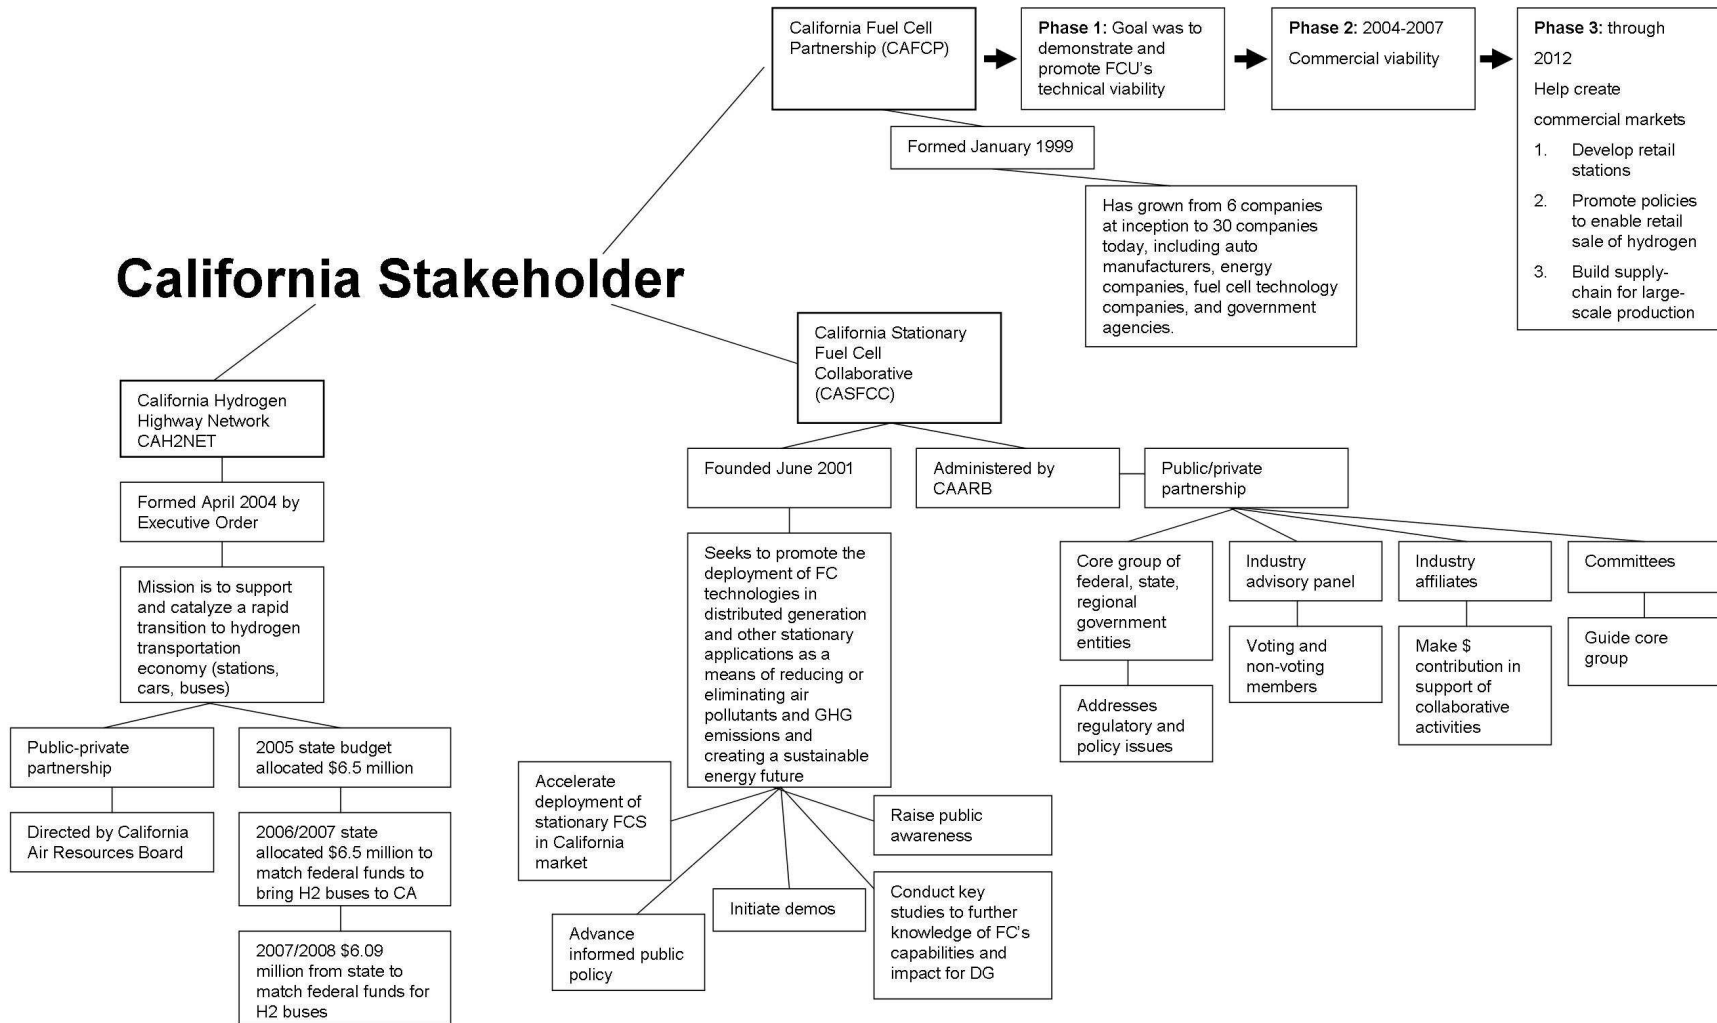 California Stakeholder
California Fuel Cell
Partnership (CAFCP)
Phase 1: Goal was to
demonstrate and
promote FCU's
technical viability
Phase 2: 2004-2007
Commercial viability
Phase 3: through
2012
Help create
commercial markets
1. Develop retail
stations
2. Promote policies
to enable retail
sale of hydrogen
3. Build supply-
chain for large-
scale production
Formed January 1999
Has grown from 6 companies
at inception to 30 companies
today, including auto
manufacturers, energy
companies, fuel cell technology
companies, and government
agencies.
California Hydrogen
Highway Network
CAH2NET
Formed April 2004 by
Executive Order
Mission is to support
and catalyze a rapid
transition to hydrogen
transportation
economy (stations,
cars, buses)
Public-private
partnership
Directed by California
Air Resources Board
2005 state budget
allocated $6.5 million
2006/2007 state
allocated $6.5 million to
match federal funds to
bring H2 buses to CA
2007/2008 $6.09
million from state to
match federal funds for
H2 buses
California Stationary
Fuel Cell
Collaborative
(CASFCC)
Founded June 2001
Seeks to promote the
deployment of FC
technologies in
distributed generation
and other stationary
applications as a
means of reducing or
eliminating air
pollutants and GHG
emissions and
creating a sustainable
energy future
Accelerate
deployment of
stationary FCS
in California
market
Advance
informed public
policy
Initiate demos
Raise public
awareness
Conduct key
studies to further
knowledge of FC's
capabilities and
impact for DG
Administered by
CAARB
Public/private
partnership
Core group of
federal, state,
regional
government
entities
Addresses
regulatory and
policy issues
Industry
advisory panel
Voting and
non-voting
members
Industry
affiliates
Make $
contribution in
support of
collaborative
activities
Committees
Guide core
group